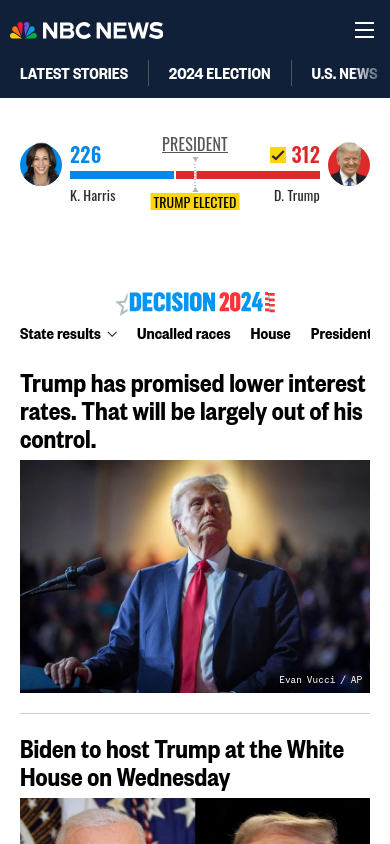 NBC NEWS
LATEST STORIES
2024 ELECTION
U.S. NEWS
PRESIDENT
226
312
K. Harris
D. Trump
TRUMP ELECTED
DECISION 2024
State results
Uncalled races
House
President
Trump has promised lower interest
rates. That will be largely out of his
control.
Evan Vucci / AP
Biden to host Trump at the White
House on Wednesday